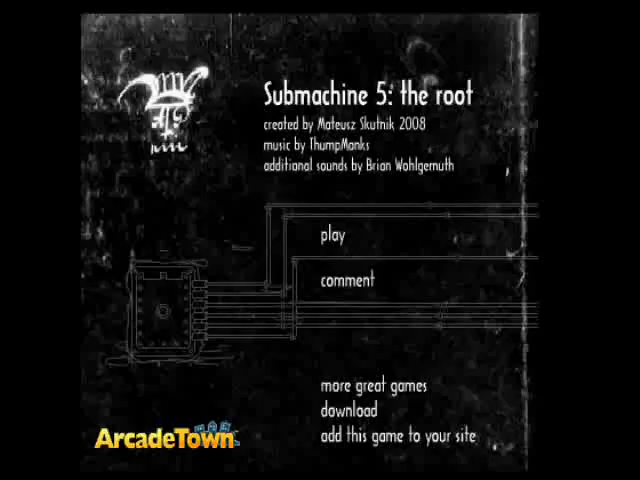 Submachine 5: the root
created by Mateusz Skutnik 2008
music by ThumpMonks
additional sounds by Brian Wohlgemuth
play
comment
more great games
download
add this game to your site
ArcadeTown